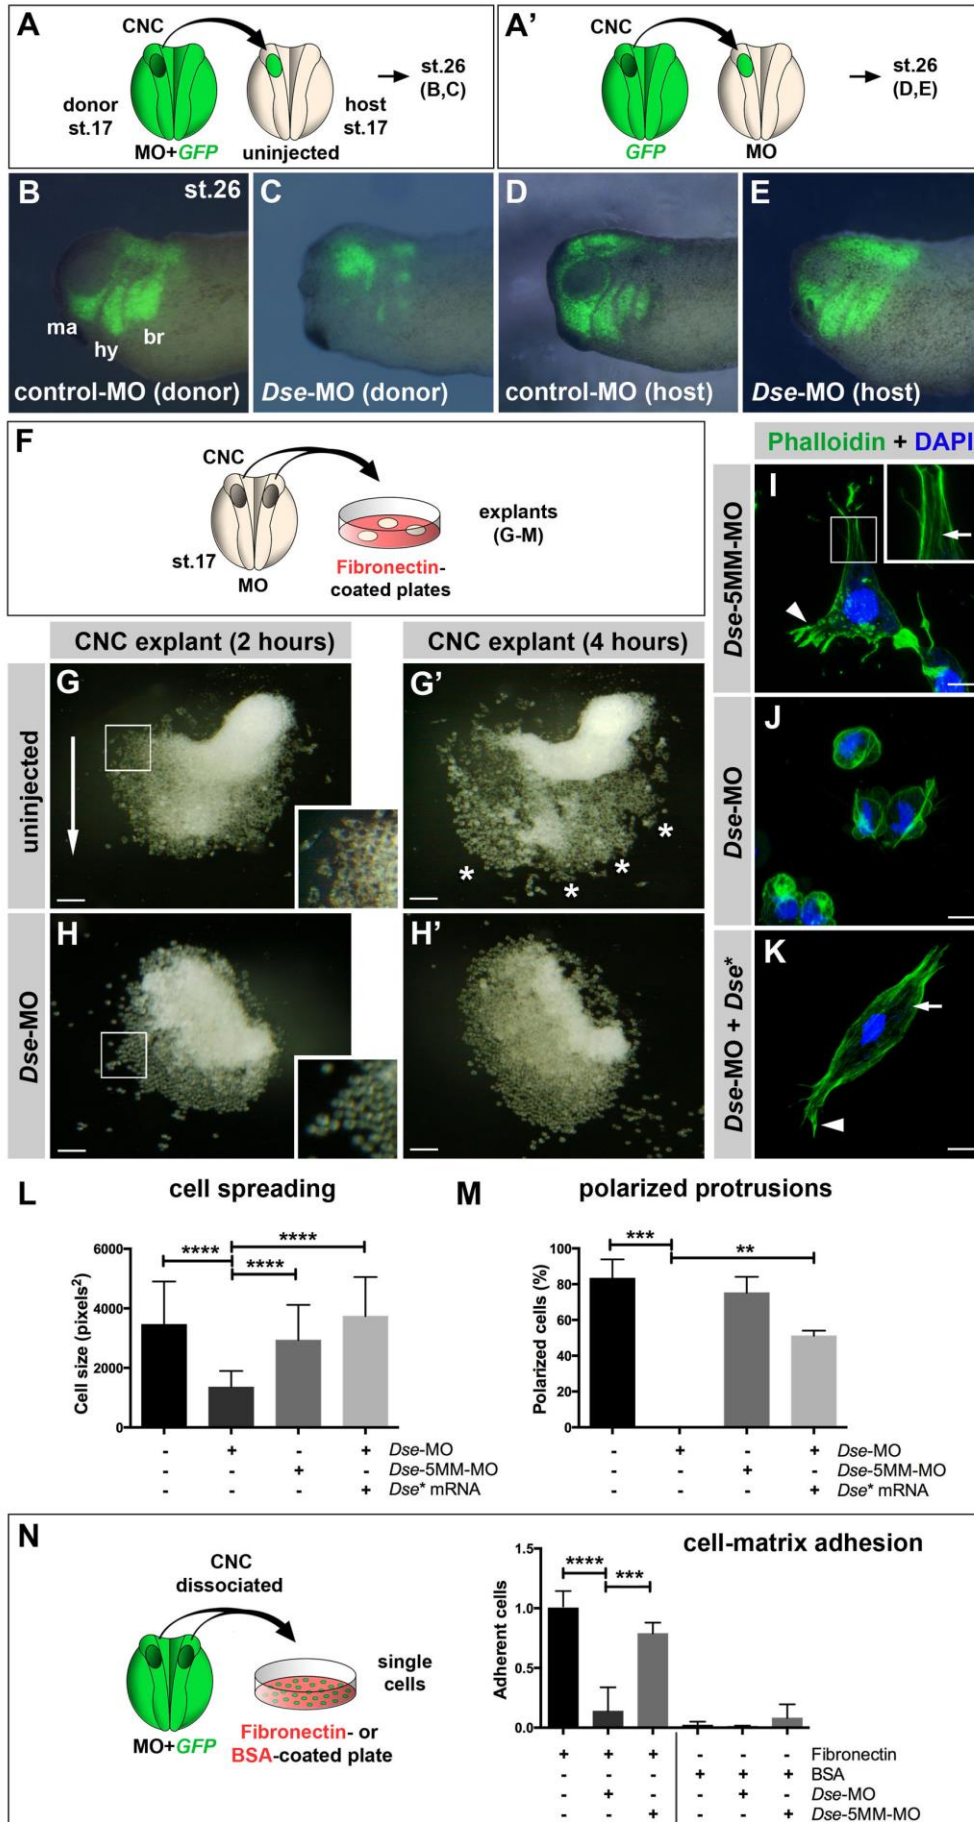 A
CNC
donor
st.17
MO+GFP
uninjected
host
st.17
st.26
(B,C)
A'
CNC
GFP
MO
st.26
(D,E)
B
st.26
ma
hy
br
control-MO (donor)
C
Dse-MO (donor)
D
control-MO (host)
E
Dse-MO (host)
F
CNC
st.17
MO
Fibronectin-
coated plates
explants
(G-M)
CNC explant (2 hours)
CNC explant (4 hours)
uninjected
G
G'
* * * *
Dse-MO
H
H'
Phalloidin + DAPI
Dse-5MM-MO
I
Dse-MO
J
Dse-MO + Dse*
K
L
cell spreading
Cell size (pixels²)
6000
4000
2000
0
**** **** ****
- + - + Dse-MO
- - + - Dse-5MM-MO
- - - + Dse* mRNA
M
polarized protrusions
Polarized cells (%)
100
80
60
40
20
0
*** **
- + - + Dse-MO
- - + - Dse-5MM-MO
- - - + Dse* mRNA
N
CNC
dissociated
MO+GFP
single
cells
Fibronectin- or
BSA-coated plate
cell-matrix adhesion
Adherent cells
1.5
1.0
0.5
0.0
**** ***
+ + + - - - Fibronectin
- - - + + + BSA
- + - - + - Dse-MO
- - + - - + Dse-5MM-MO